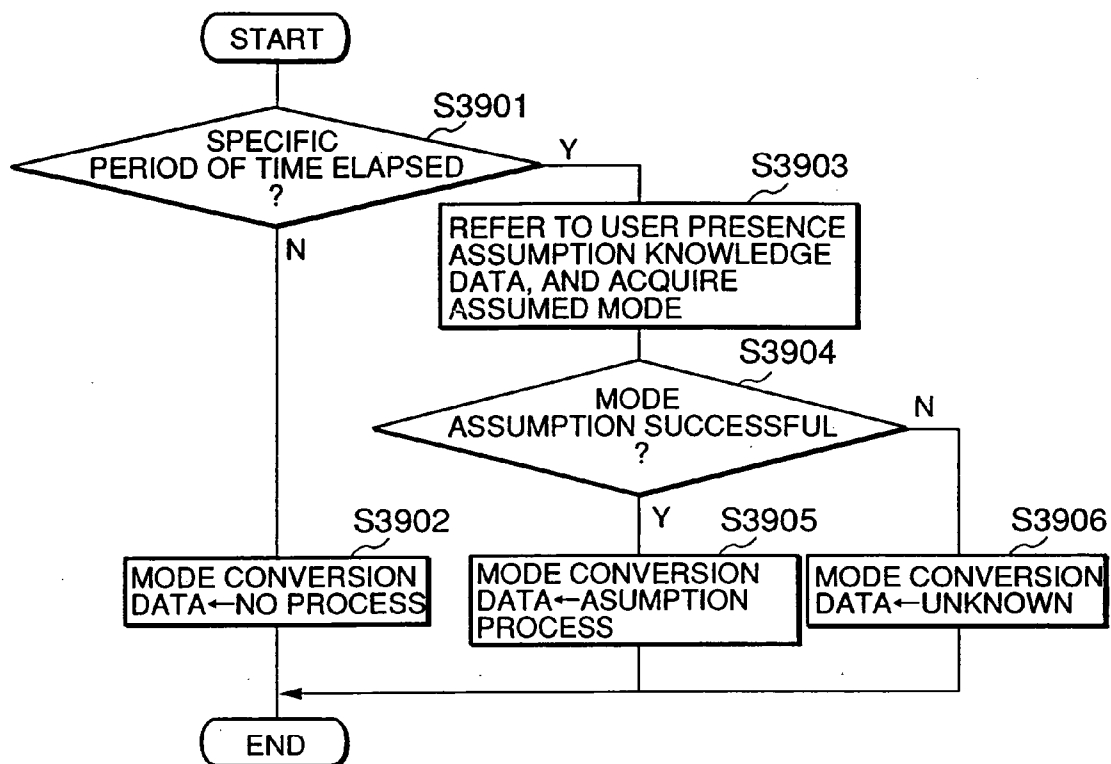 START
S3901
SPECIFIC
PERIOD OF TIME ELAPSED
?
Y
N
S3903
REFER TO USER PRESENCE
ASSUMPTION KNOWLEDGE
DATA, AND ACQUIRE
ASSUMED MODE
S3904
MODE
ASSUMPTION SUCCESSFUL
?
N
Y
S3902
MODE CONVERSION
DATA←NO PROCESS
S3905
MODE CONVERSION
DATA←ASUMPTION
PROCESS
S3906
MODE CONVERSION
DATA←UNKNOWN
END